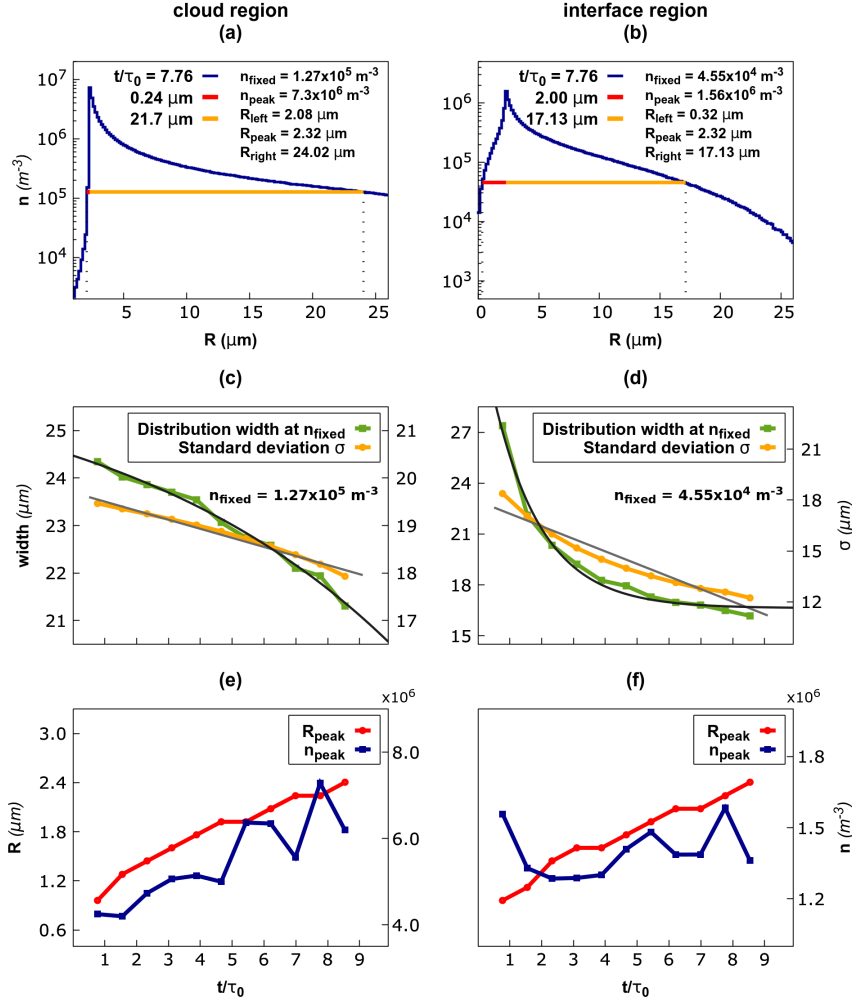 cloud region
interface region
(a)
(b)
t/τ0 = 7.76
0.24 μm
21.7 μm
nfixed = 1.27x10^5 m^-3
npeak = 7.3x10^6 m^-3
Rleft = 2.08 μm
Rpeak = 2.32 μm
Rright = 24.02 μm
10^7
10^6
10^5
10^4
n (m^-3)
5
10
15
20
25
R (μm)
t/τ0 = 7.76
2.00 μm
17.13 μm
nfixed = 4.55x10^4 m^-3
npeak = 1.56x10^6 m^-3
Rleft = 0.32 μm
Rpeak = 2.32 μm
Rright = 17.13 μm
10^6
10^5
10^4
10^3
0
5
10
15
20
25
R (μm)
(c)
(d)
Distribution width at nfixed
Standard deviation σ
nfixed = 1.27x10^5 m^-3
25
24
23
22
21
width (μm)
21
20
19
18
17
Distribution width at nfixed
Standard deviation σ
nfixed = 4.55x10^4 m^-3
27
24
21
18
15
21
18
15
12
σ (μm)
(e)
(f)
x10^6
Rpeak
npeak
3.0
2.4
1.8
1.2
0.6
R (μm)
8.0
6.0
4.0
1
2
3
4
5
6
7
8
9
t/τ0
x10^6
Rpeak
npeak
1.8
1.5
1.2
n (m^-3)
1
2
3
4
5
6
7
8
9
t/τ0